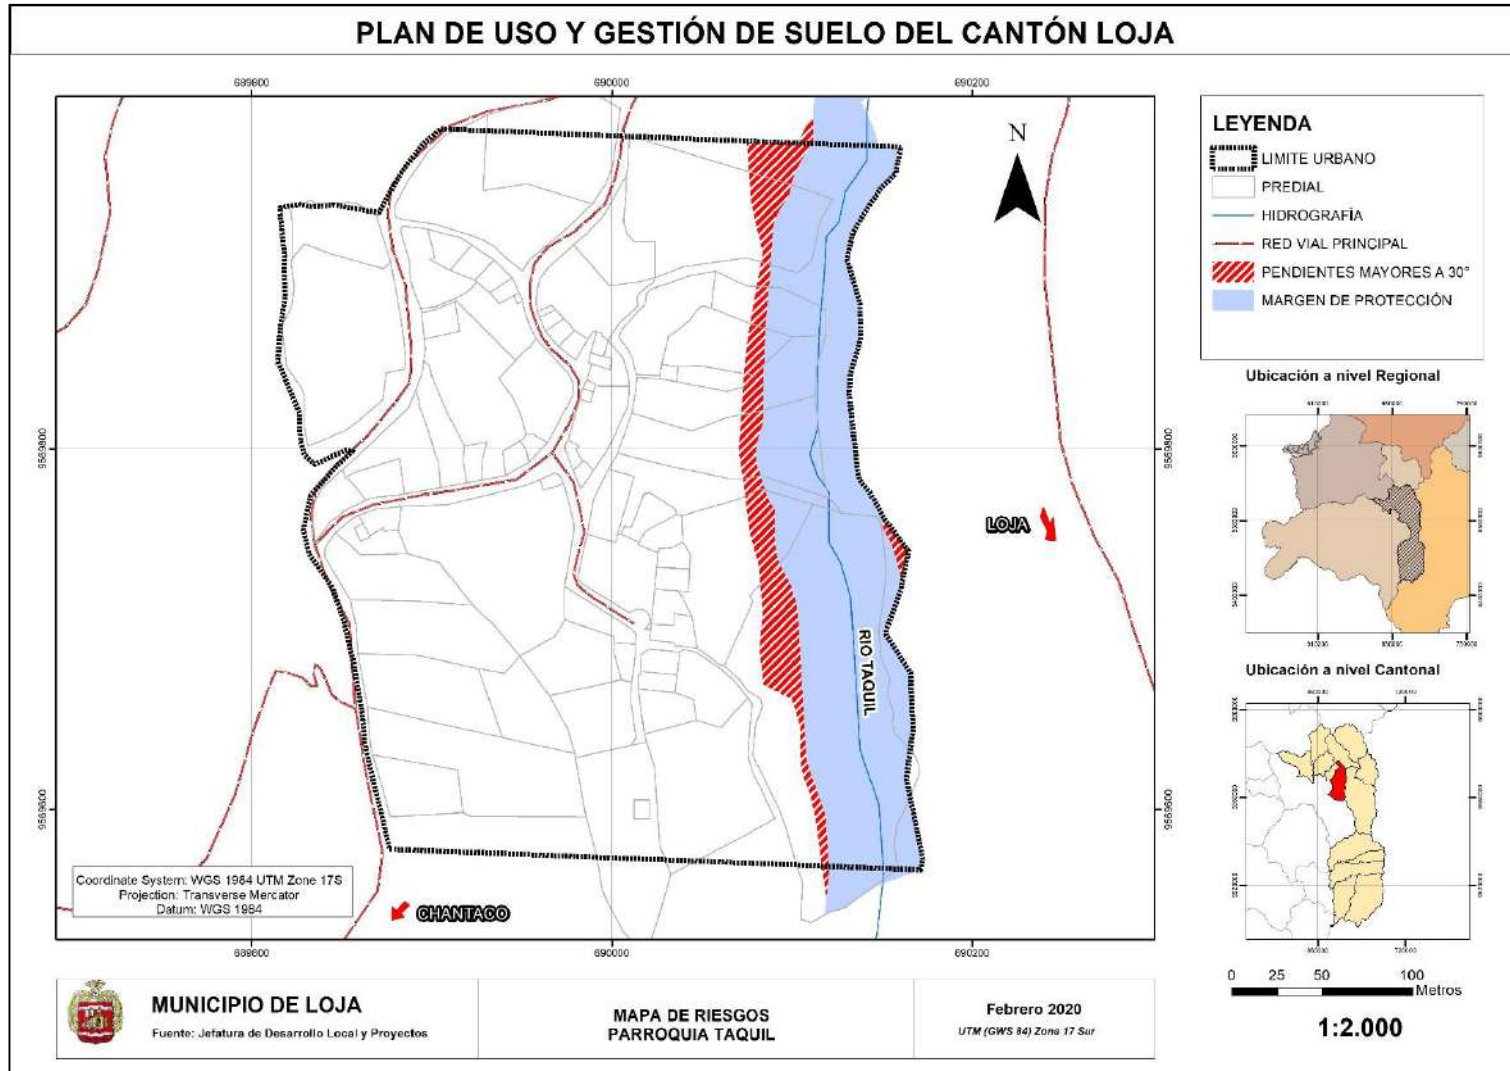 PLAN DE USO Y GESTIÓN DE SUELO DEL CANTÓN LOJA
689800
690000
690200
N
9569800
9569800
9569600
9569600
LOJA
RIO TAQUIL
CHANTACO
Coordinate System: WGS 1984 UTM Zone 17S
Projection: Transverse Mercator
Datum: WGS 1984
689800
690000
690200
LEYENDA
LIMITE URBANO
PREDIAL
HIDROGRAFÍA
RED VIAL PRINCIPAL
PENDIENTES MAYORES A 30°
MARGEN DE PROTECCIÓN
Ubicación a nivel Regional
Ubicación a nivel Cantonal
0 25 50 100
Metros
1:2.000
MUNICIPIO DE LOJA
Fuente: Jefatura de Desarrollo Local y Proyectos
MAPA DE RIESGOS
PARROQUIA TAQUIL
Febrero 2020
UTM (GWS 84) Zona 17 Sur